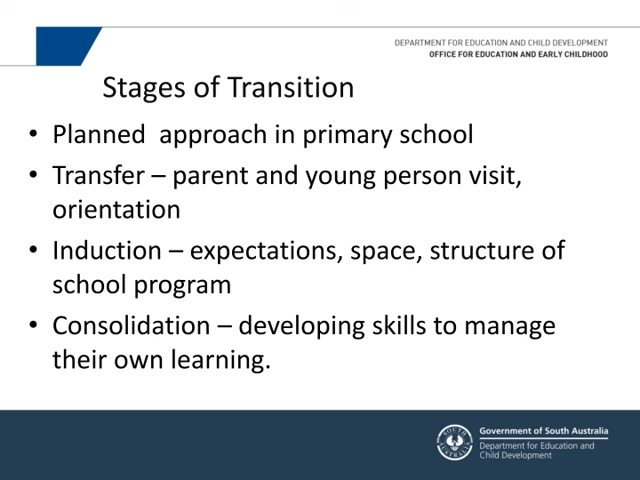 DEPARTMENT FOR EDUCATION AND CHILD DEVELOPMENT
OFFICE FOR EDUCATION AND EARLY CHILDHOOD
Stages of Transition
• Planned  approach in primary school
• Transfer – parent and young person visit,
orientation
• Induction – expectations, space, structure of
school program
• Consolidation – developing skills to manage
their own learning.
SOUTH AUSTRALIA
Government of South Australia
Department for Education and
Child Development